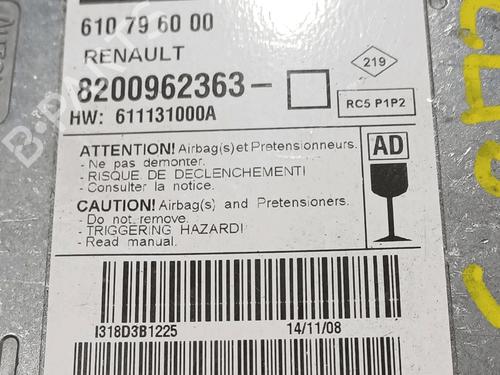 610 79 60 00
RENAULT
8200962363-
HW: 611131000A
219
RC5 P1P2
ATTENTION! Airbag(s) et Pretensionneurs.
- Ne pas demonter.
- RISQUE DE DECLENCHEMENT!
- Consulter la notice.
AD
CAUTION! Airbag(s) and Pretensioners.
- Do not remove.
- TRIGGERING HAZARD!
- Read manual.
I318D3B1225
14/11/08
B-PARTS